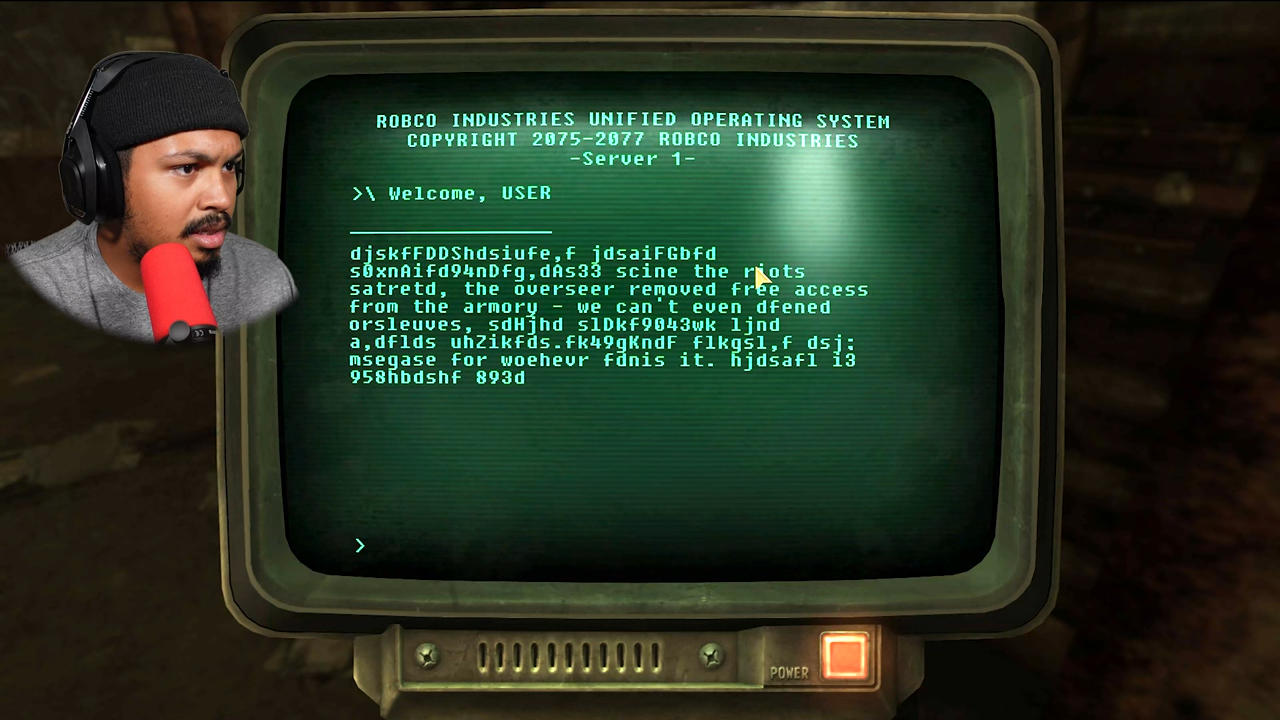 ROBCO INDUSTRIES UNIFIED OPERATING SYSTEM
COPYRIGHT 2075-2077 ROBCO INDUSTRIES
-Server 1-
>\ Welcome, USER
djskfFDDShdsiufe,f jdsaiFGbfd
s0xnAifd94nDfg,dAs33 scine the riots
satretd, the overseer removed free access
from the armory - we can't even dfened
orsleuves, sdHjhd slDkf9043wk ljnd
a,dflds uhZikfds.fk49gKndF flkgsl,f dsj:
msegase for woehevr fdnis it. hjdsafl i3
958hbdshf 893d
>
POWER